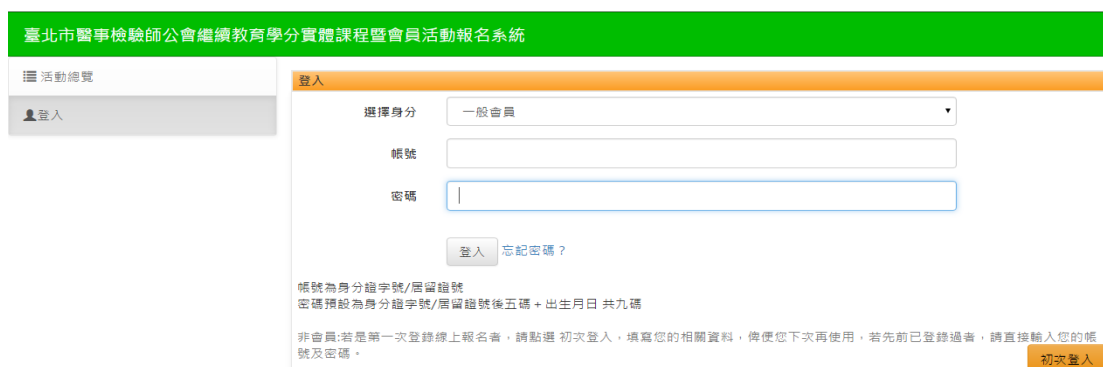 臺北市醫事檢驗師公會繼續教育學分實體課程暨會員活動報名系統
活動總覽
登入
登入
選擇身分
一般會員
帳號
密碼
登入 忘記密碼？
帳號為身分證字號/居留證號
密碼預設為身分證字號/居留證號後五碼 + 出生月日 共九碼
非會員:若是第一次登錄線上報名者，請點選 初次登入，填寫您的相關資料，俾便您下次再使用，若先前已登錄過者，請直接輸入您的帳
號及密碼。
初次登入